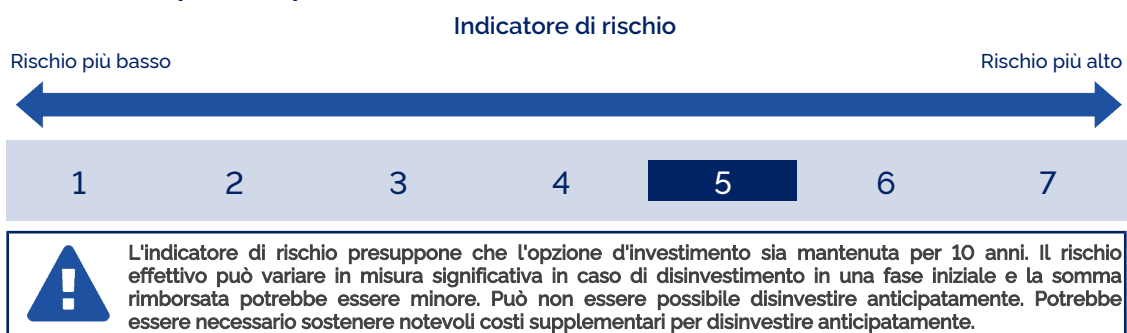 Indicatore di rischio
Rischio più basso
Rischio più alto
1 2 3 4 5 6 7
L'indicatore di rischio presuppone che l'opzione d'investimento sia mantenuta per 10 anni. Il rischio
effettivo può variare in misura significativa in caso di disinvestimento in una fase iniziale e la somma
rimborsata potrebbe essere minore. Può non essere possibile disinvestire anticipatamente. Potrebbe
essere necessario sostenere notevoli costi supplementari per disinvestire anticipatamente.